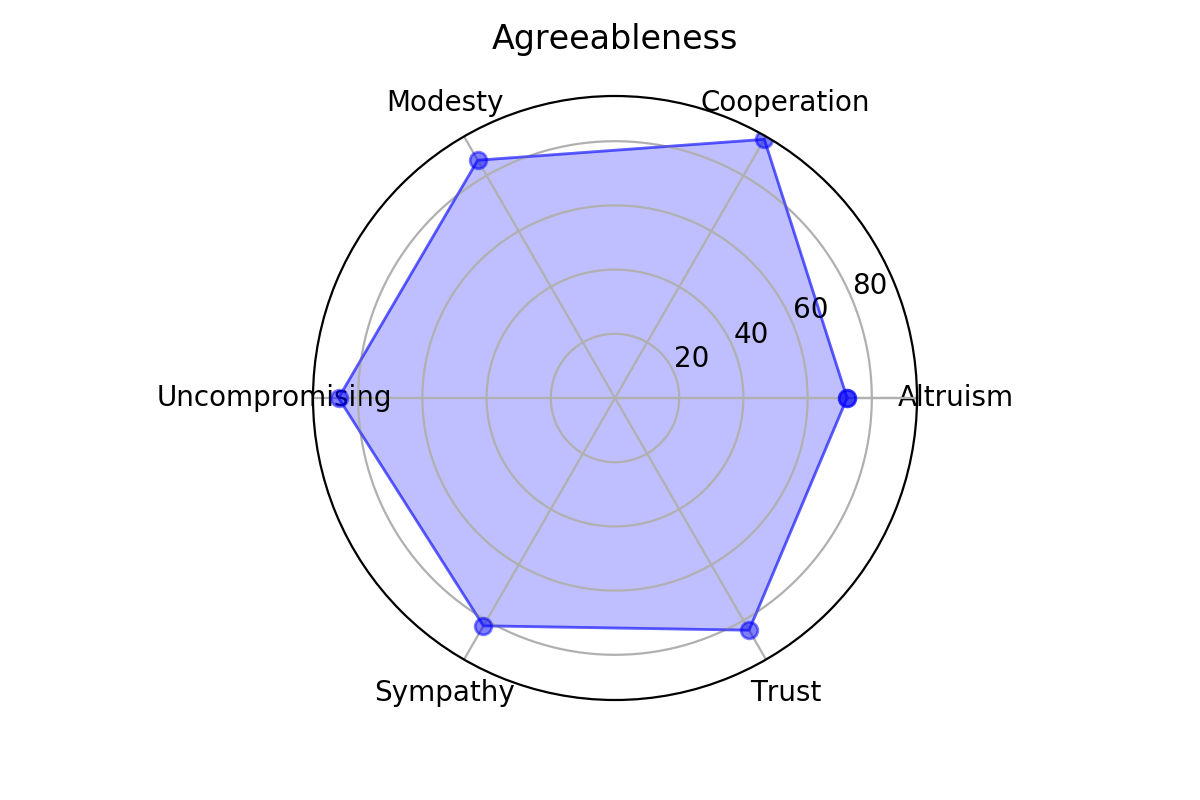 Agreeableness
Modesty
Cooperation
80
60
40
20
Uncompromising
Altruism
Sympathy
Trust